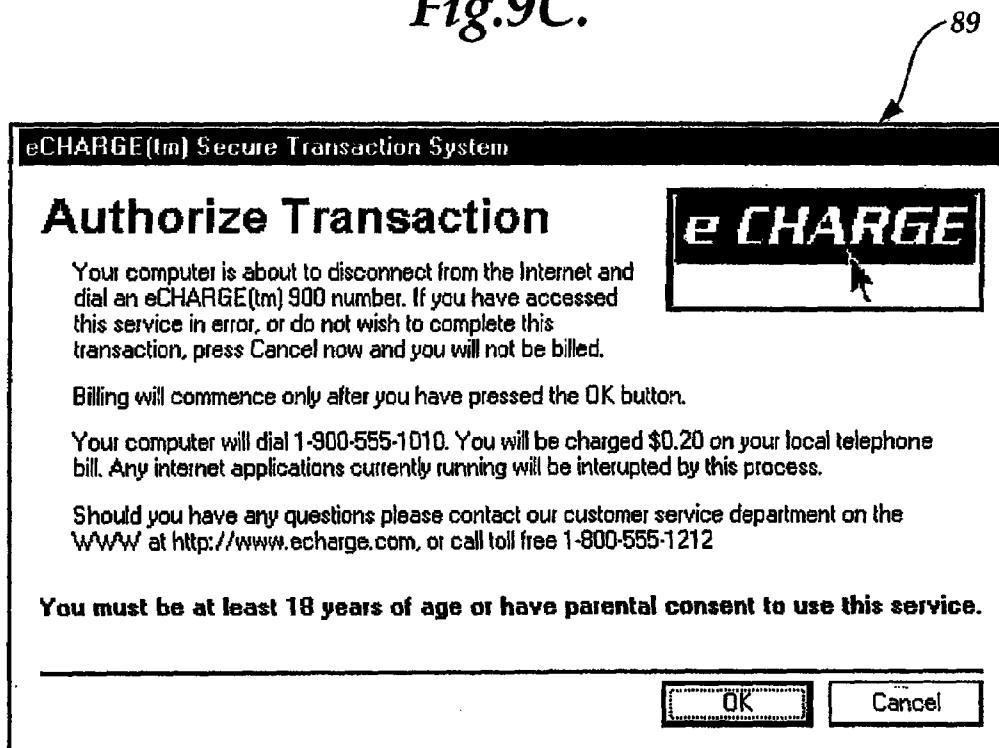 Fig.9C.
89
eCHARGE(tm) Secure Transaction System
Authorize Transaction
e CHARGE
Your computer is about to disconnect from the Internet and
dial an eCHARGE(tm) 900 number. If you have accessed
this service in error, or do not wish to complete this
transaction, press Cancel now and you will not be billed.
Billing will commence only after you have pressed the OK button.
Your computer will dial 1-900-555-1010. You will be charged $0.20 on your local telephone
bill. Any internet applications currently running will be interupted by this process.
Should you have any questions please contact our customer service department on the
WWW at http://www.echarge.com, or call toll free 1-800-555-1212
You must be at least 18 years of age or have parental consent to use this service.
OK
Cancel